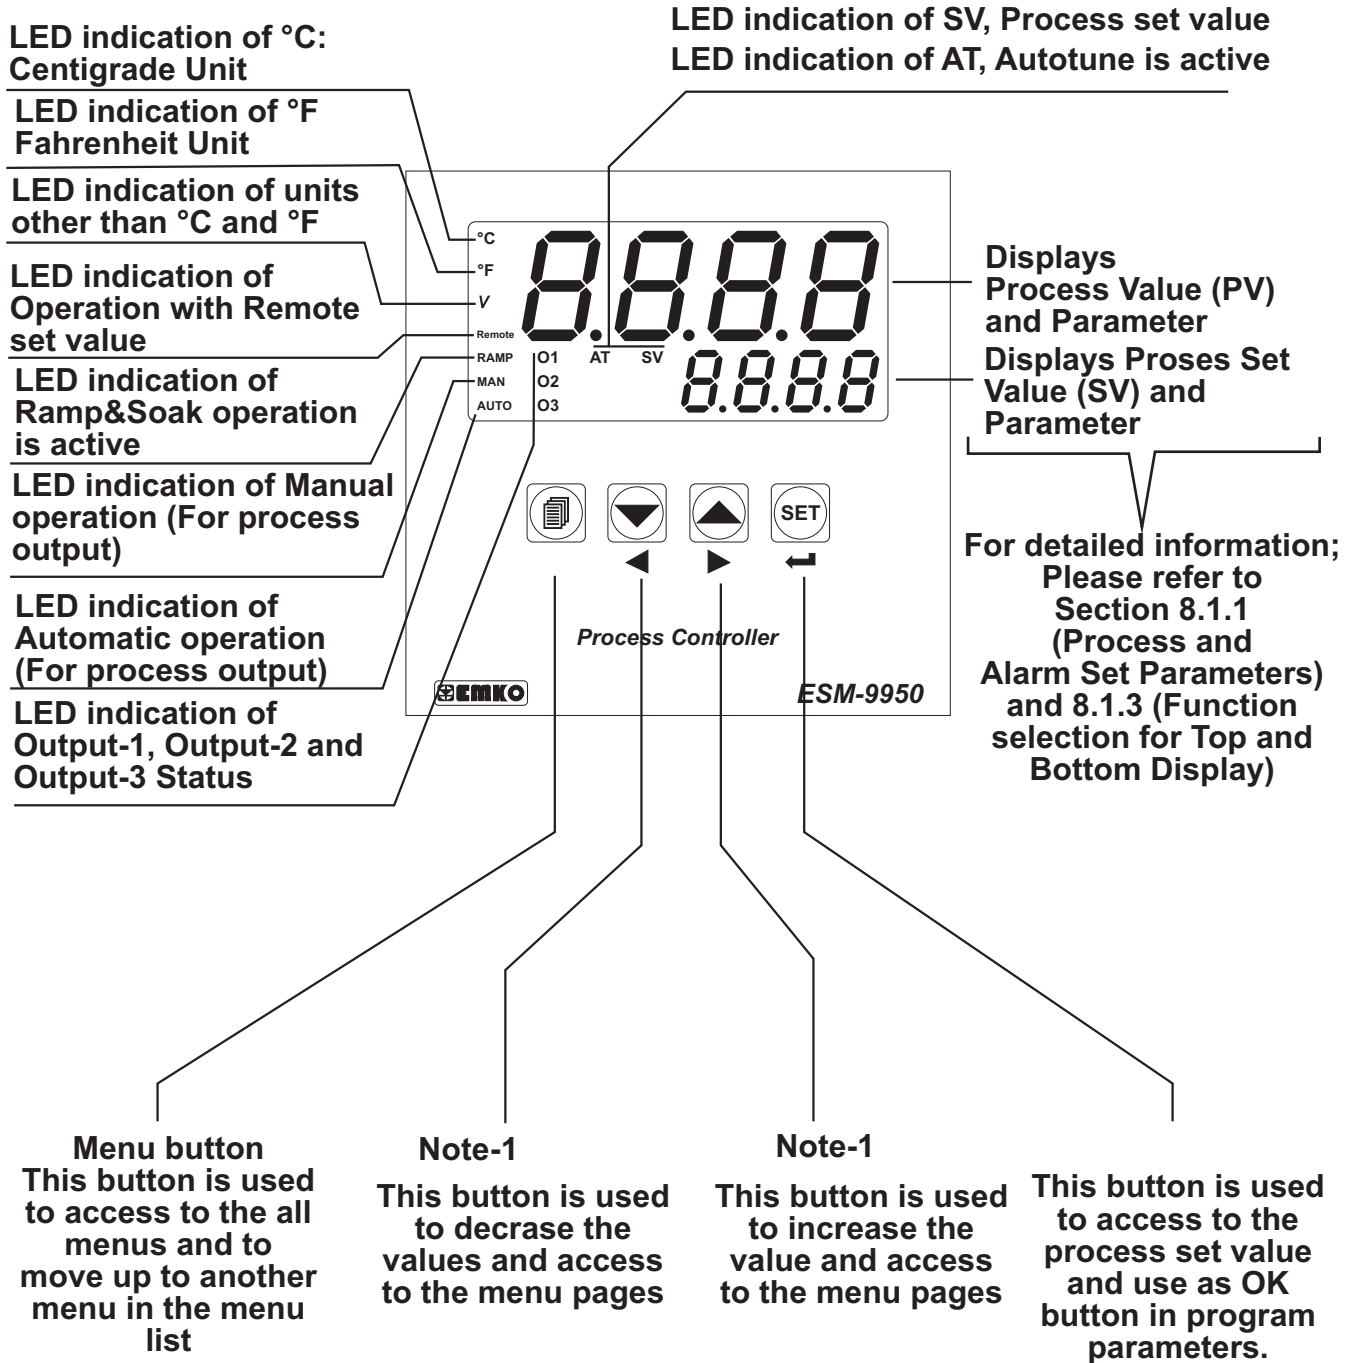 LED indication of °C:
Centigrade Unit
LED indication of °F
Fahrenheit Unit
LED indication of units
other than °C and °F
LED indication of
Operation with Remote
set value
LED indication of
Ramp&Soak operation
is active
LED indication of Manual
operation (For process
output)
LED indication of
Automatic operation
(For process output)
LED indication of
Output-1, Output-2 and
Output-3 Status
LED indication of SV, Process set value
LED indication of AT, Autotune is active
°C
°F
V
Remote
RAMP
MAN
AUTO
O1
O2
O3
AT SV
8.8.8.8
8.8.8.8
SET
Process Controller
EMKO
ESM-9950
Displays
Process Value (PV)
and Parameter
Displays Proses Set
Value (SV) and
Parameter
For detailed information;
Please refer to
Section 8.1.1
(Process and
Alarm Set Parameters)
and 8.1.3 (Function
selection for Top and
Bottom Display)
Menu button
This button is used
to access to the all
menus and to
move up to another
menu in the menu
list
Note-1
This button is used
to decrase the
values and access
to the menu pages
Note-1
This button is used
to increase the
value and access
to the menu pages
This button is used
to access to the
process set value
and use as OK
button in program
parameters.